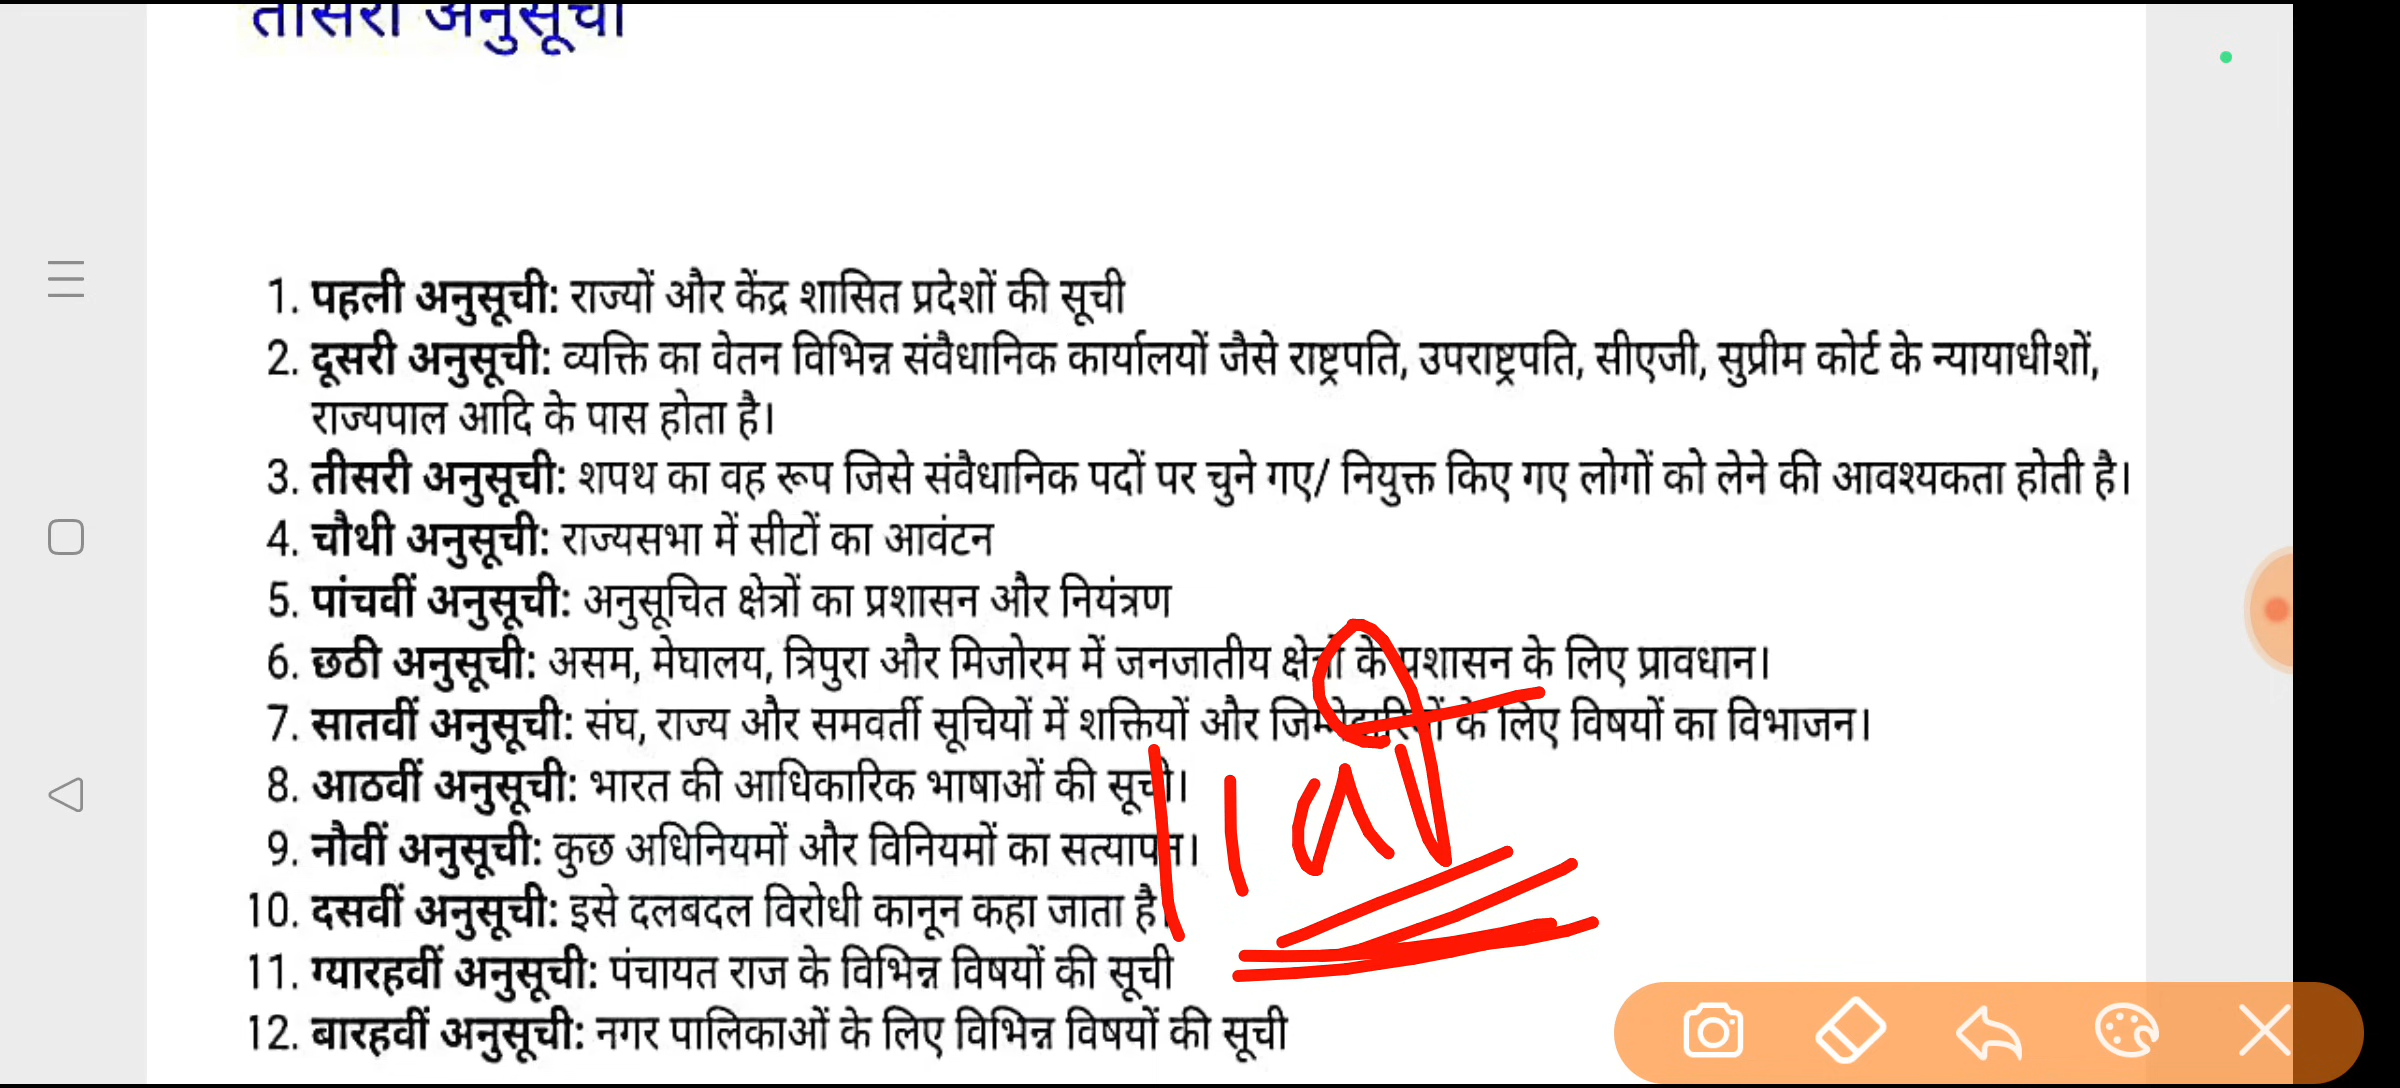 तीसरी अनुसूची
1. पहली अनुसूची: राज्यों और केंद्र शासित प्रदेशों की सूची
2. दूसरी अनुसूची: व्यक्ति का वेतन विभिन्न संवैधानिक कार्यालयों जैसे राष्ट्रपति, उपराष्ट्रपति, सीएजी, सुप्रीम कोर्ट के न्यायाधीशों,
राज्यपाल आदि के पास होता है।
3. तीसरी अनुसूची: शपथ का वह रूप जिसे संवैधानिक पदों पर चुने गए/ नियुक्त किए गए लोगों को लेने की आवश्यकता होती है।
4. चौथी अनुसूची: राज्यसभा में सीटों का आवंटन
5. पांचवीं अनुसूची: अनुसूचित क्षेत्रों का प्रशासन और नियंत्रण
6. छठी अनुसूची: असम, मेघालय, त्रिपुरा और मिजोरम में जनजातीय क्षेत्रों के प्रशासन के लिए प्रावधान।
7. सातवीं अनुसूची: संघ, राज्य और समवर्ती सूचियों में शक्तियों और जिम्मेदारियों के लिए विषयों का विभाजन।
8. आठवीं अनुसूची: भारत की आधिकारिक भाषाओं की सूची।
9. नौवीं अनुसूची: कुछ अधिनियमों और विनियमों का सत्यापन।
10. दसवीं अनुसूची: इसे दलबदल विरोधी कानून कहा जाता है।
11. ग्यारहवीं अनुसूची: पंचायत राज के विभिन्न विषयों की सूची
12. बारहवीं अनुसूची: नगर पालिकाओं के लिए विभिन्न विषयों की सूची